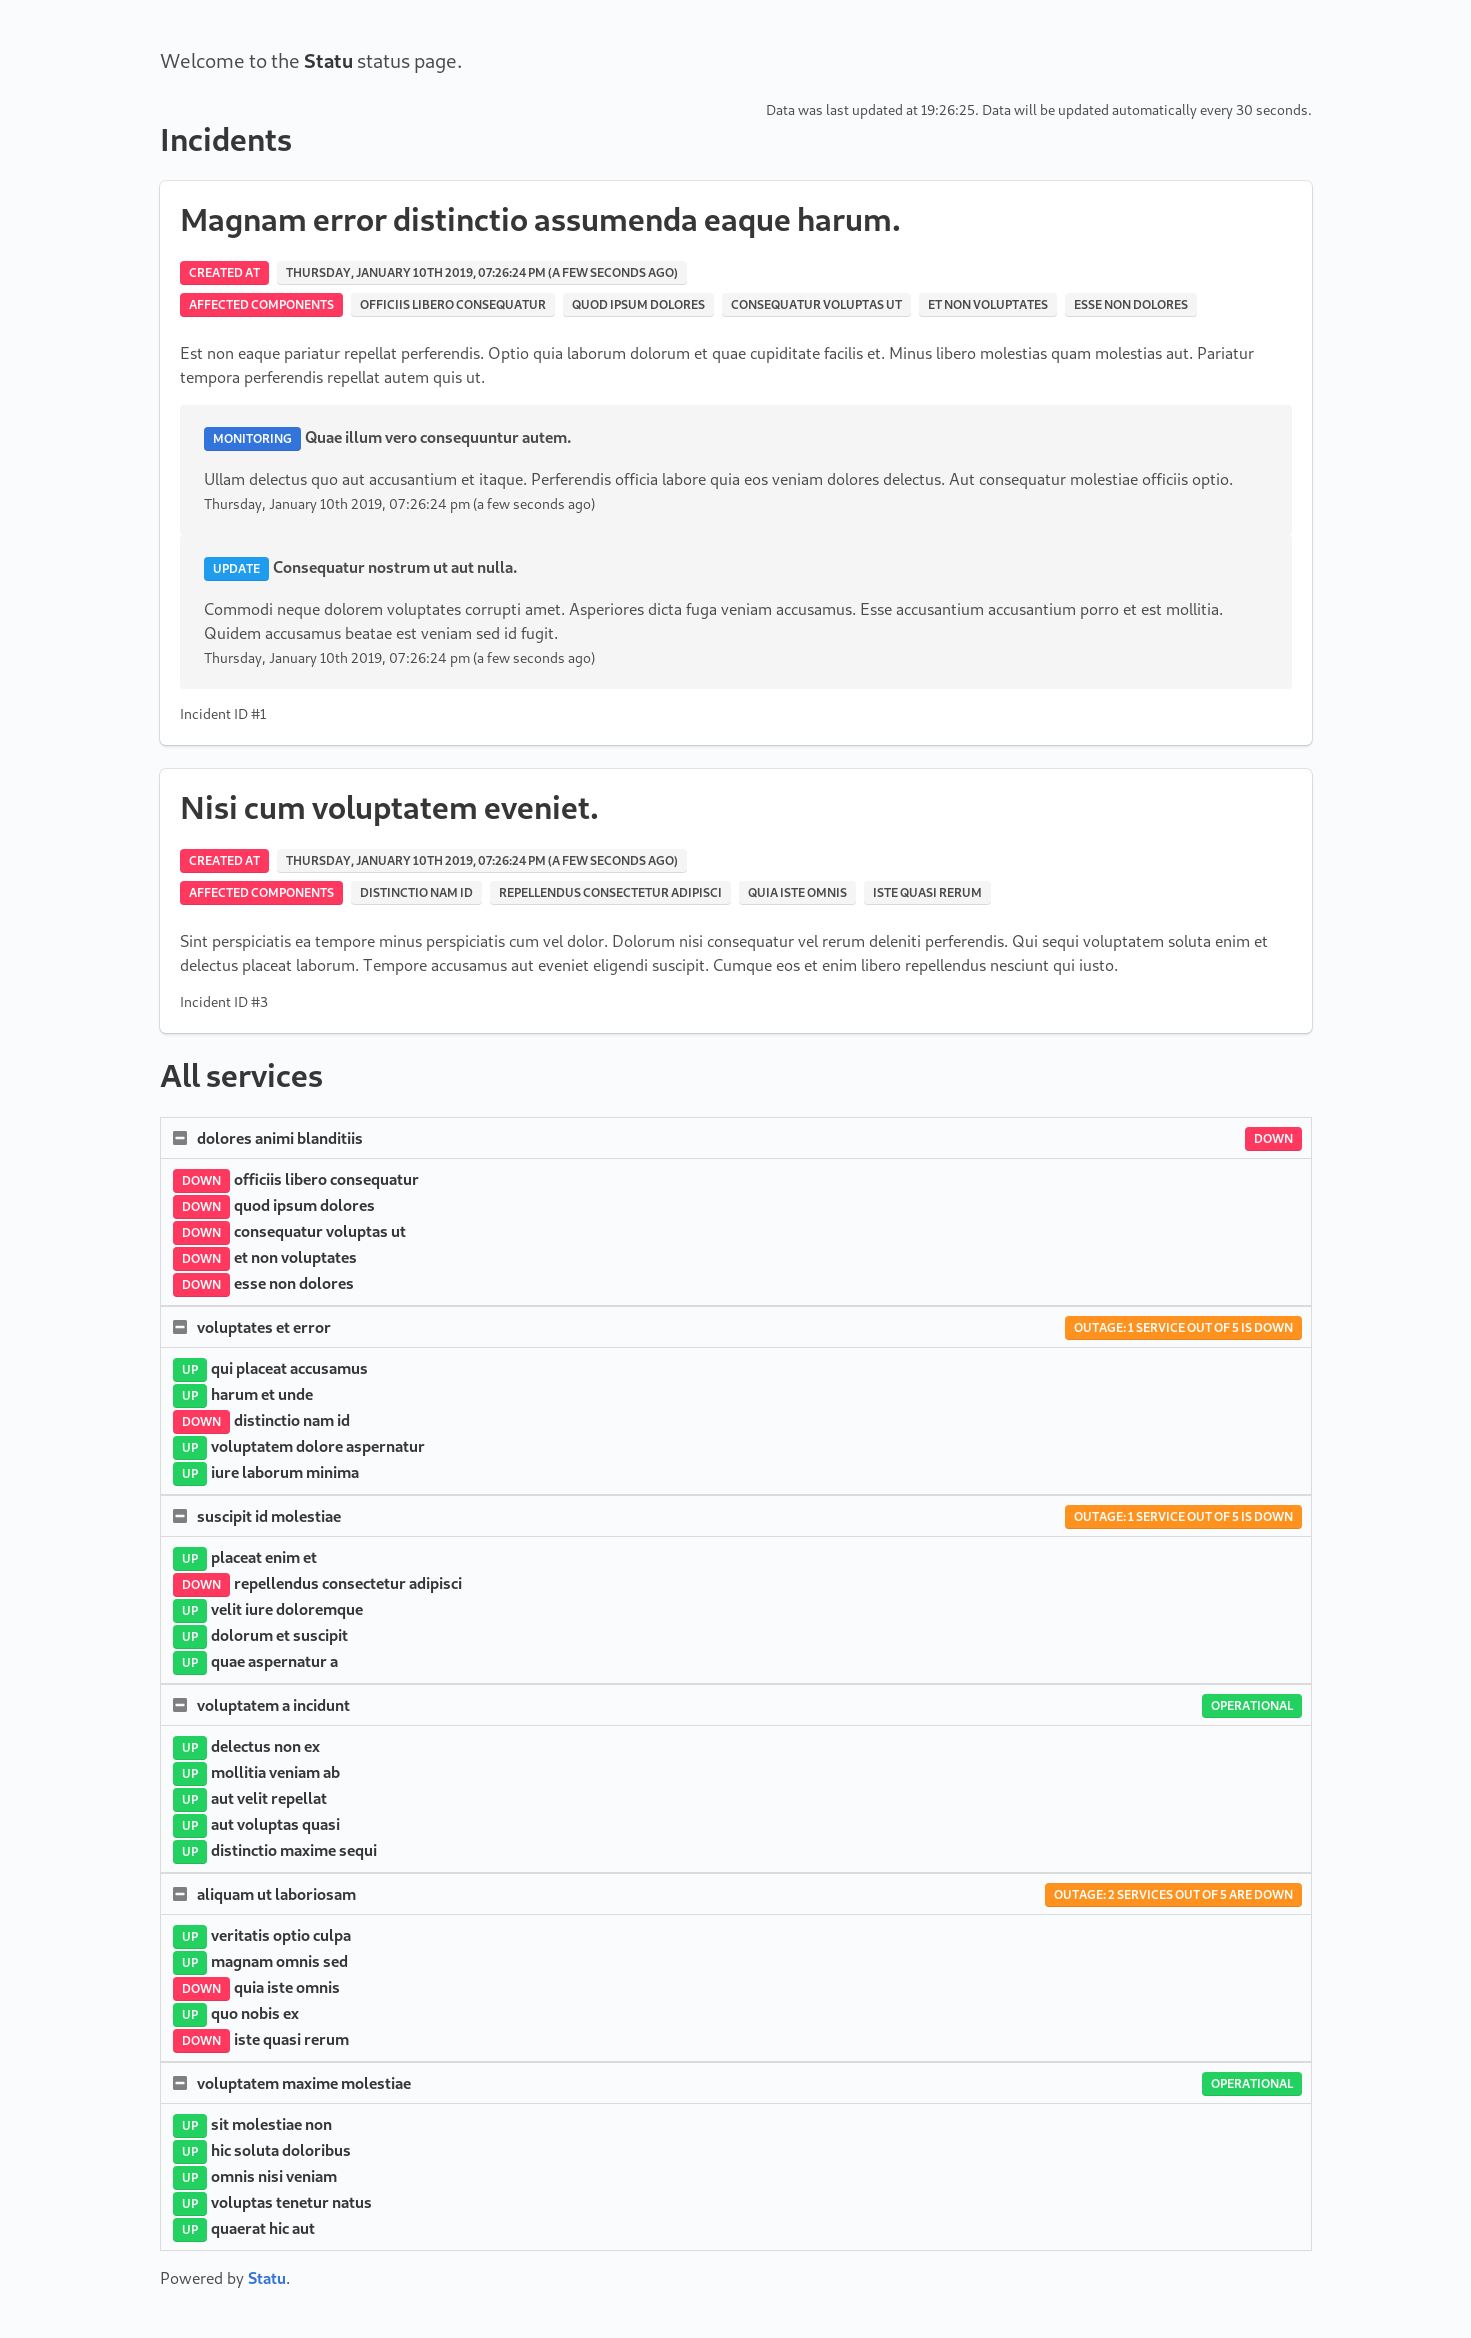 Welcome to the Statu status page.
Data was last updated at 19:26:25. Data will be updated automatically every 30 seconds.
Incidents
Magnam error distinctio assumenda eaque harum.
CREATED AT THURSDAY, JANUARY 10TH 2019, 07:26:24 PM (A FEW SECONDS AGO)
AFFECTED COMPONENTS OFFICIIS LIBERO CONSEQUATUR QUOD IPSUM DOLORES CONSEQUATUR VOLUPTAS UT ET NON VOLUPTATES ESSE NON DOLORES
Est non eaque pariatur repellat perferendis. Optio quia laborum dolorum et quae cupiditate facilis et. Minus libero molestias quam molestias aut. Pariatur
tempora perferendis repellat autem quis ut.
MONITORING Quae illum vero consequuntur autem.
Ullam delectus quo aut accusantium et itaque. Perferendis officia labore quia eos veniam dolores delectus. Aut consequatur molestiae officiis optio.
Thursday, January 10th 2019, 07:26:24 pm (a few seconds ago)
UPDATE Consequatur nostrum ut aut nulla.
Commodi neque dolorem voluptates corrupti amet. Asperiores dicta fuga veniam accusamus. Esse accusantium accusantium porro et est mollitia.
Quidem accusamus beatae est veniam sed id fugit.
Thursday, January 10th 2019, 07:26:24 pm (a few seconds ago)
Incident ID #1
Nisi cum voluptatem eveniet.
CREATED AT THURSDAY, JANUARY 10TH 2019, 07:26:24 PM (A FEW SECONDS AGO)
AFFECTED COMPONENTS DISTINCTIO NAM ID REPELLENDUS CONSECTETUR ADIPISCI QUIA ISTE OMNIS ISTE QUASI RERUM
Sint perspiciatis ea tempore minus perspiciatis cum vel dolor. Dolorum nisi consequatur vel rerum deleniti perferendis. Qui sequi voluptatem soluta enim et
delectus placeat laborum. Tempore accusamus aut eveniet eligendi suscipit. Cumque eos et enim libero repellendus nesciunt qui iusto.
Incident ID #3
All services
dolores animi blanditiis DOWN
DOWN officiis libero consequatur
DOWN quod ipsum dolores
DOWN consequatur voluptas ut
DOWN et non voluptates
DOWN esse non dolores
voluptates et error OUTAGE: 1 SERVICE OUT OF 5 IS DOWN
UP qui placeat accusamus
UP harum et unde
DOWN distinctio nam id
UP voluptatem dolore aspernatur
UP iure laborum minima
suscipit id molestiae OUTAGE: 1 SERVICE OUT OF 5 IS DOWN
UP placeat enim et
DOWN repellendus consectetur adipisci
UP velit iure doloremque
UP dolorum et suscipit
UP quae aspernatur a
voluptatem a incidunt OPERATIONAL
UP delectus non ex
UP mollitia veniam ab
UP aut velit repellat
UP aut voluptas quasi
UP distinctio maxime sequi
aliquam ut laboriosam OUTAGE: 2 SERVICES OUT OF 5 ARE DOWN
UP veritatis optio culpa
UP magnam omnis sed
DOWN quia iste omnis
UP quo nobis ex
DOWN iste quasi rerum
voluptatem maxime molestiae OPERATIONAL
UP sit molestiae non
UP hic soluta doloribus
UP omnis nisi veniam
UP voluptas tenetur natus
UP quaerat hic aut
Powered by Statu.